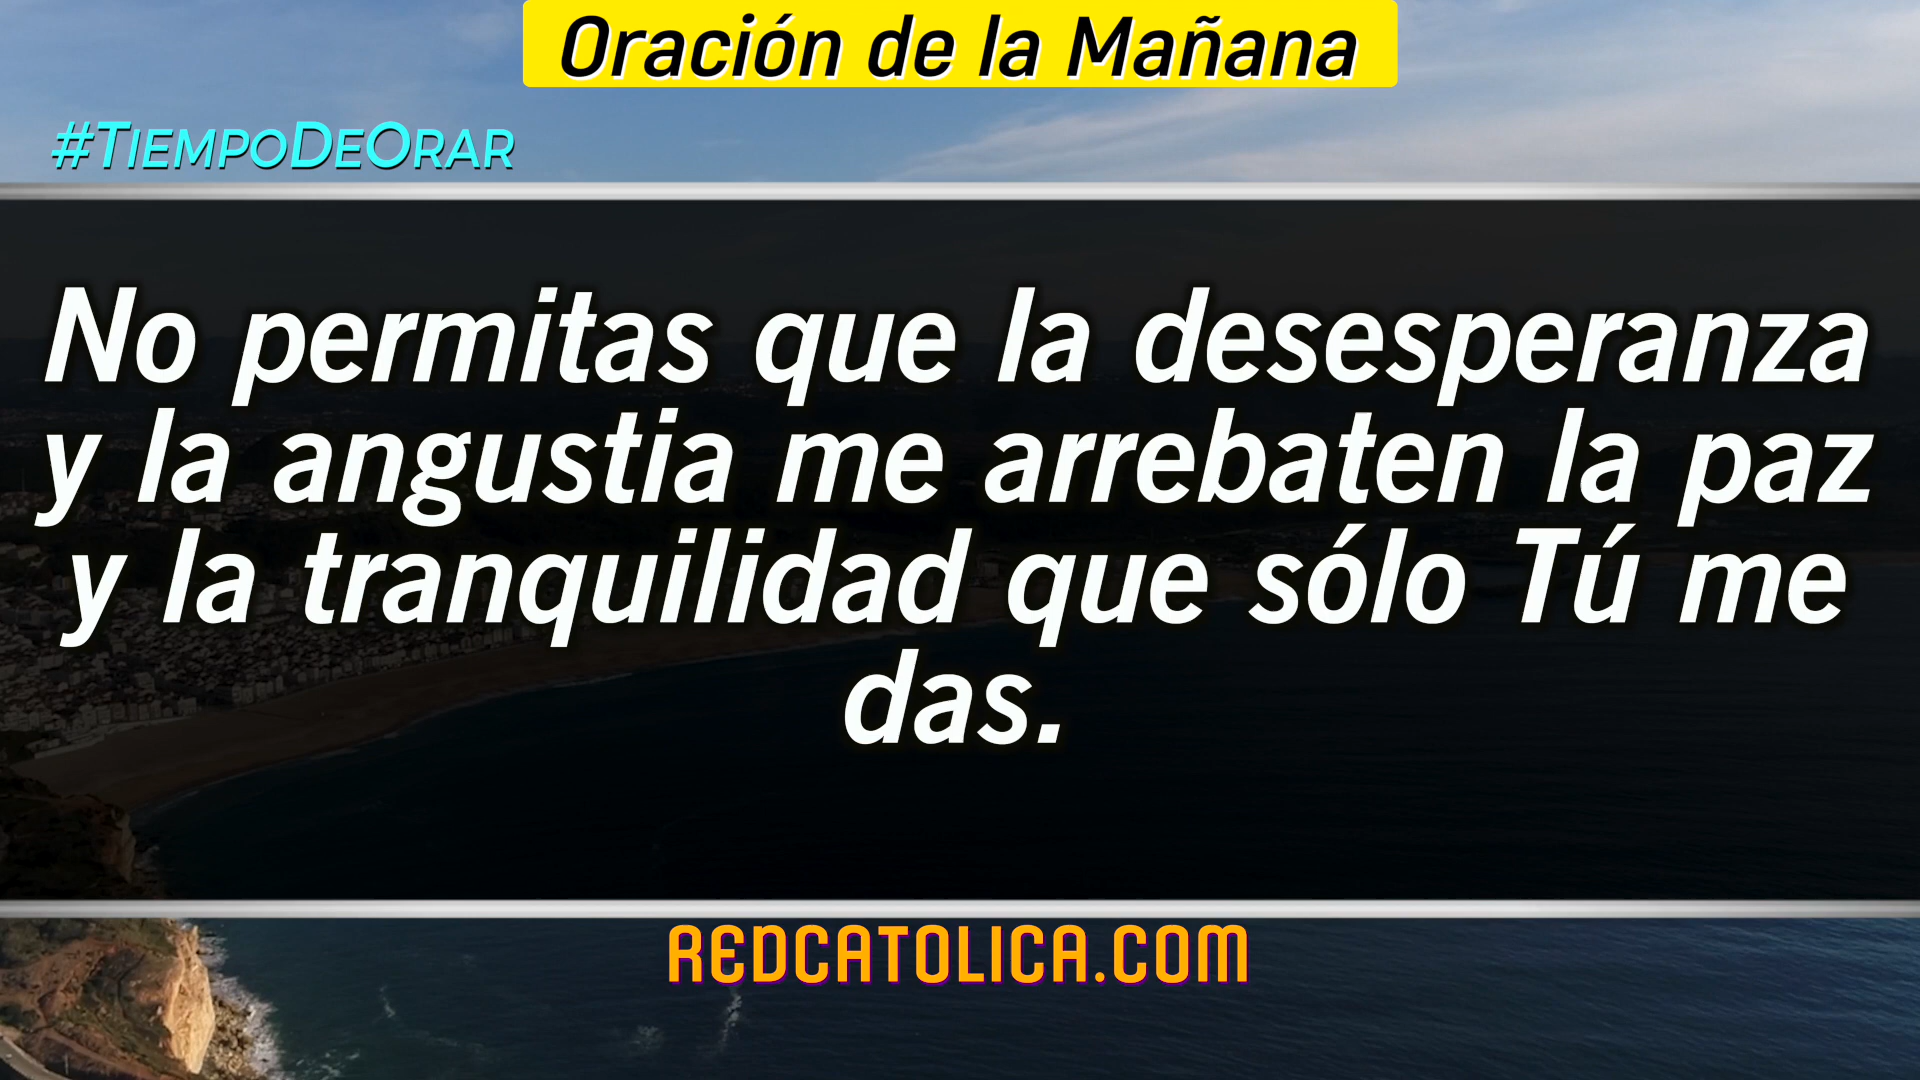 Oración de la Mañana
#TiempoDeOrar
No permitas que la desesperanza
y la angustia me arrebaten la paz
y la tranquilidad que sólo Tú me
das.
REDCATOLICA.COM